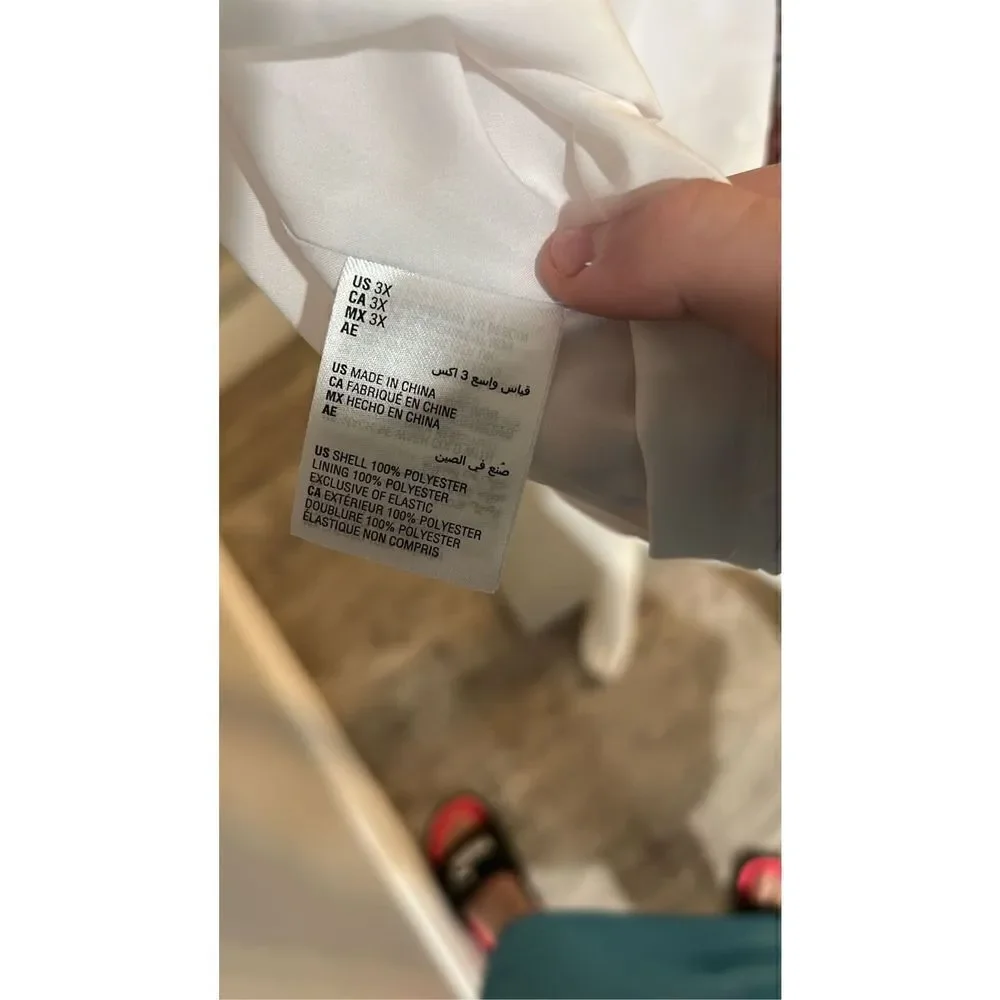 US 3X
CA 3X
MX 3X
AE
قياس واسع 3 اكس
US MADE IN CHINA
CA FABRIQUÉ EN CHINE
MX HECHO EN CHINA
AE
صُنع في الصين
US SHELL 100% POLYESTER
LINING 100% POLYESTER
EXCLUSIVE OF ELASTIC
CA EXTÉRIEUR 100% POLYESTER
DOUBLURE 100% POLYESTER
ÉLASTIQUE NON COMPRIS